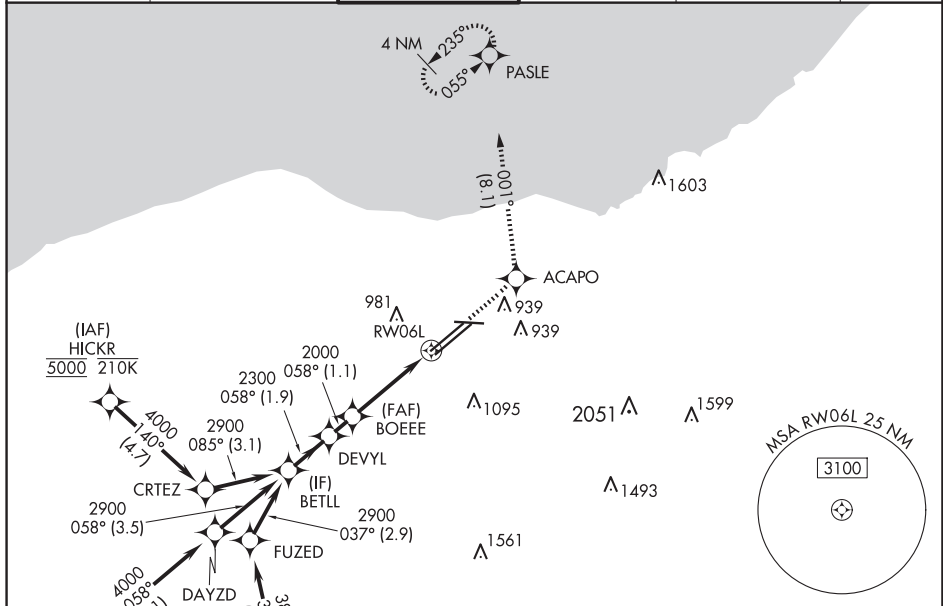 4 NM
235°
055°
PASLE
001°
(8.1)
1603
ACAPO
981
939
RW06L
939
(IAF)
HICKR
5000 210K
2000
058° (1.1)
2300
058° (1.9)
(FAF)
BOEEE
1095
2051
1599
4000
140°
(4.7)
2900
085° (3.1)
DEVYL
MSA RW06L 25 NM
3100
CRTEZ
(IF)
BETLL
1493
2900
058° (3.5)
2900
037° (2.9)
FUZED
1561
4000
058°
DAYZD